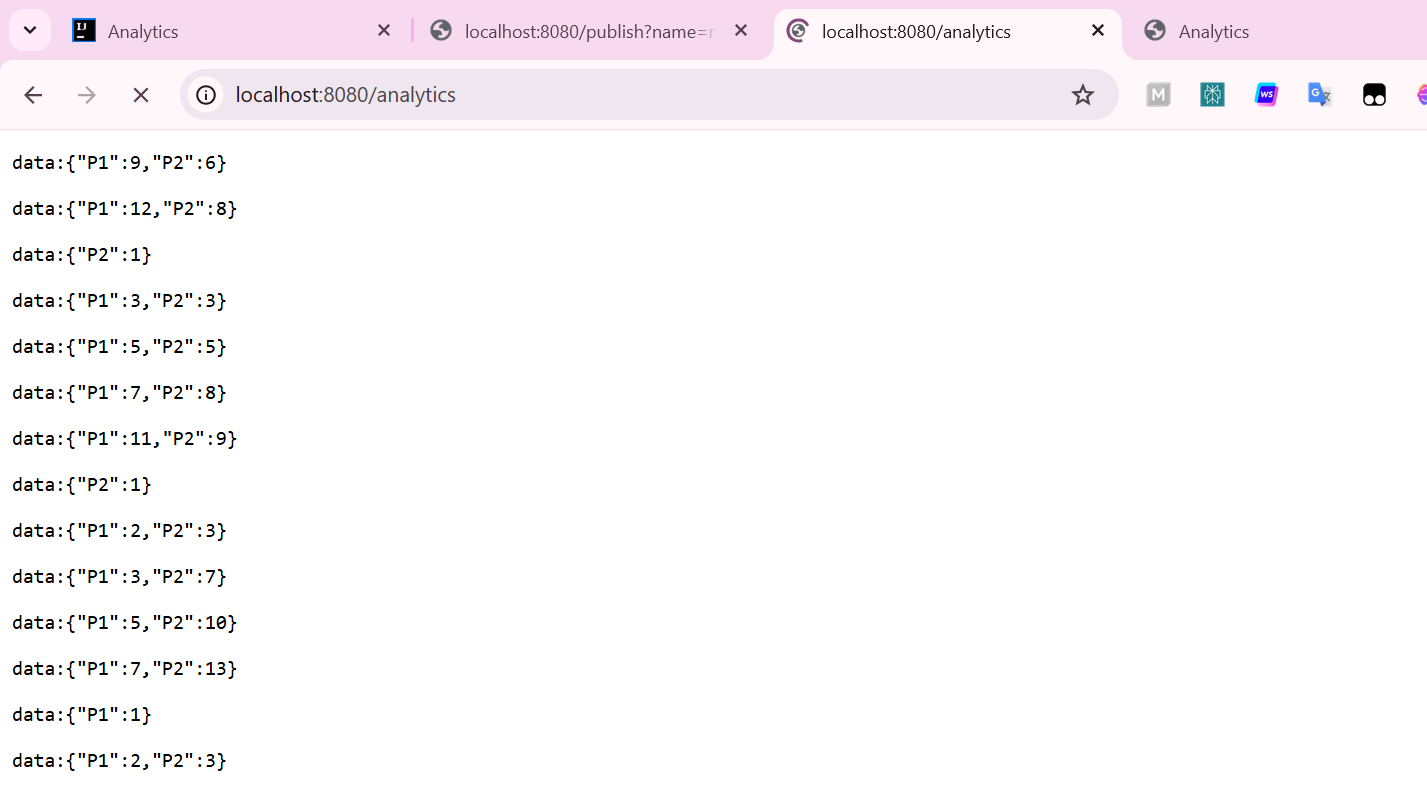 Analytics
localhost:8080/publish?name=
localhost:8080/analytics
Analytics
localhost:8080/analytics
data:{"P1":9,"P2":6}
data:{"P1":12,"P2":8}
data:{"P2":1}
data:{"P1":3,"P2":3}
data:{"P1":5,"P2":5}
data:{"P1":7,"P2":8}
data:{"P1":11,"P2":9}
data:{"P2":1}
data:{"P1":2,"P2":3}
data:{"P1":3,"P2":7}
data:{"P1":5,"P2":10}
data:{"P1":7,"P2":13}
data:{"P1":1}
data:{"P1":2,"P2":3}